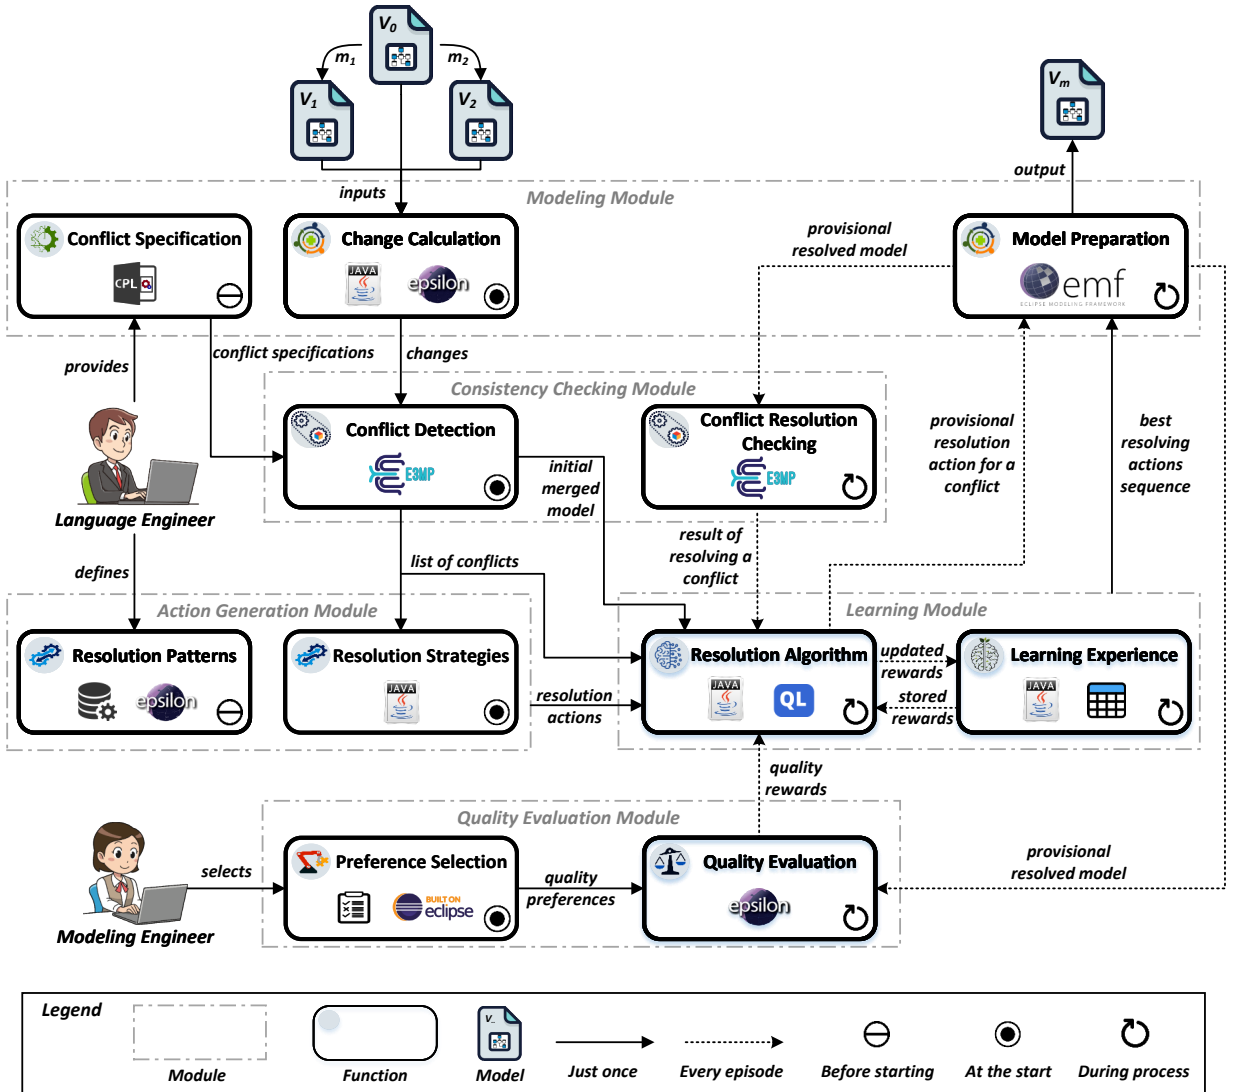 V0
m1
m2
V1
V2
Vm
inputs
output
Modeling Module
Conflict Specification
CPL
Change Calculation
JAVA
epsilon
provisional
resolved model
Model Preparation
emf
ECLIPSE MODELING FRAMEWORK
provides
conflict specifications
changes
Consistency Checking Module
Conflict Detection
E3MP
Conflict Resolution
Checking
E3MP
initial
merged
model
provisional
resolution
action for a
conflict
best
resolving
actions
sequence
Language Engineer
defines
list of conflicts
result of
resolving a
conflict
Action Generation Module
Resolution Patterns
epsilon
Resolution Strategies
JAVA
resolution
actions
Learning Module
Resolution Algorithm
JAVA
QL
updated
rewards
stored
rewards
Learning Experience
JAVA
quality
rewards
Quality Evaluation Module
Preference Selection
BUILT ON
eclipse
selects
quality
preferences
Quality Evaluation
epsilon
provisional
resolved model
Modeling Engineer
Legend
V_
Module
Function
Model
Just once
Every episode
Before starting
At the start
During process